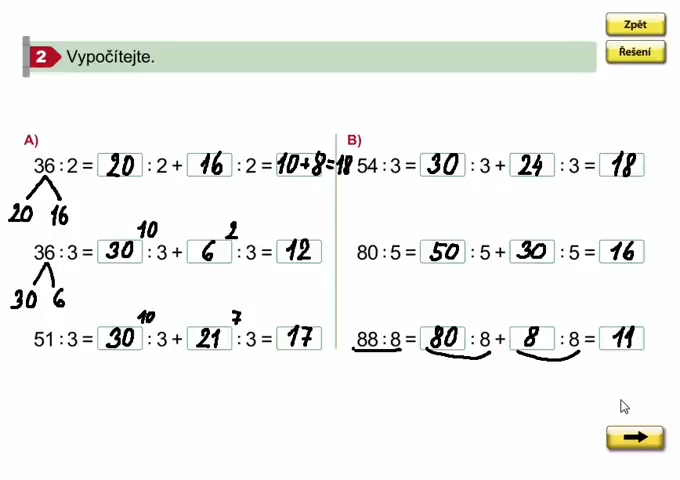 Zpět
2 Vypočítejte.
Řešení
A)
36 : 2 = 20 : 2 + 16 : 2 = 10+8=18
20 16
10 2
36 : 3 = 30 : 3 + 6 : 3 = 12
30 6
10 7
51 : 3 = 30 : 3 + 21 : 3 = 17
B)
54 : 3 = 30 : 3 + 24 : 3 = 18
80 : 5 = 50 : 5 + 30 : 5 = 16
88 : 8 = 80 : 8 + 8 : 8 = 11